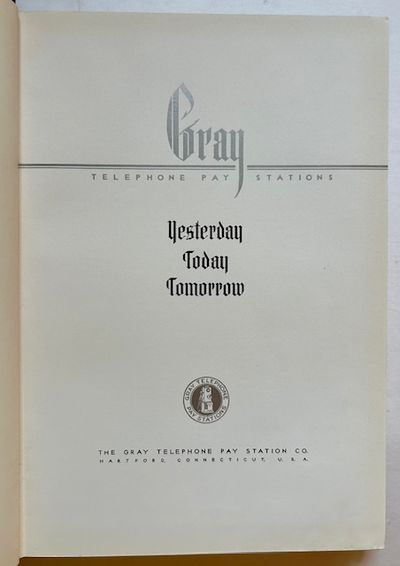 Gray
TELEPHONE PAY STATIONS
Yesterday
Today
Tomorrow
GRAY TELEPHONE
PAY STATIONS
THE GRAY TELEPHONE PAY STATION CO.
HARTFORD, CONNECTICUT, U. S. A.